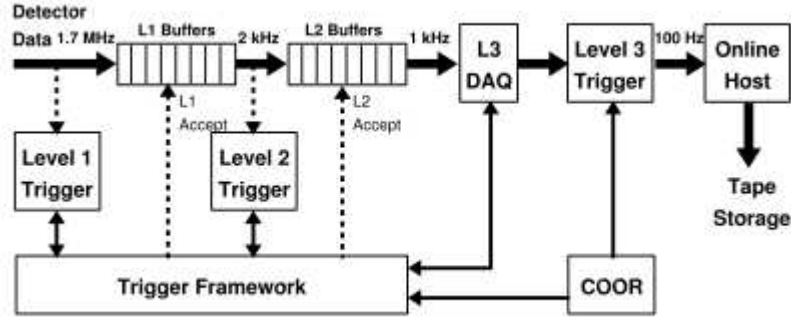 Detector
Data
1.7 MHz
L1 Buffers
2 kHz
L2 Buffers
1 kHz
L3
DAQ
Level 3
Trigger
100 Hz
Online
Host
L1
Accept
L2
Accept
Level 1
Trigger
Level 2
Trigger
Tape
Storage
Trigger Framework
COOR